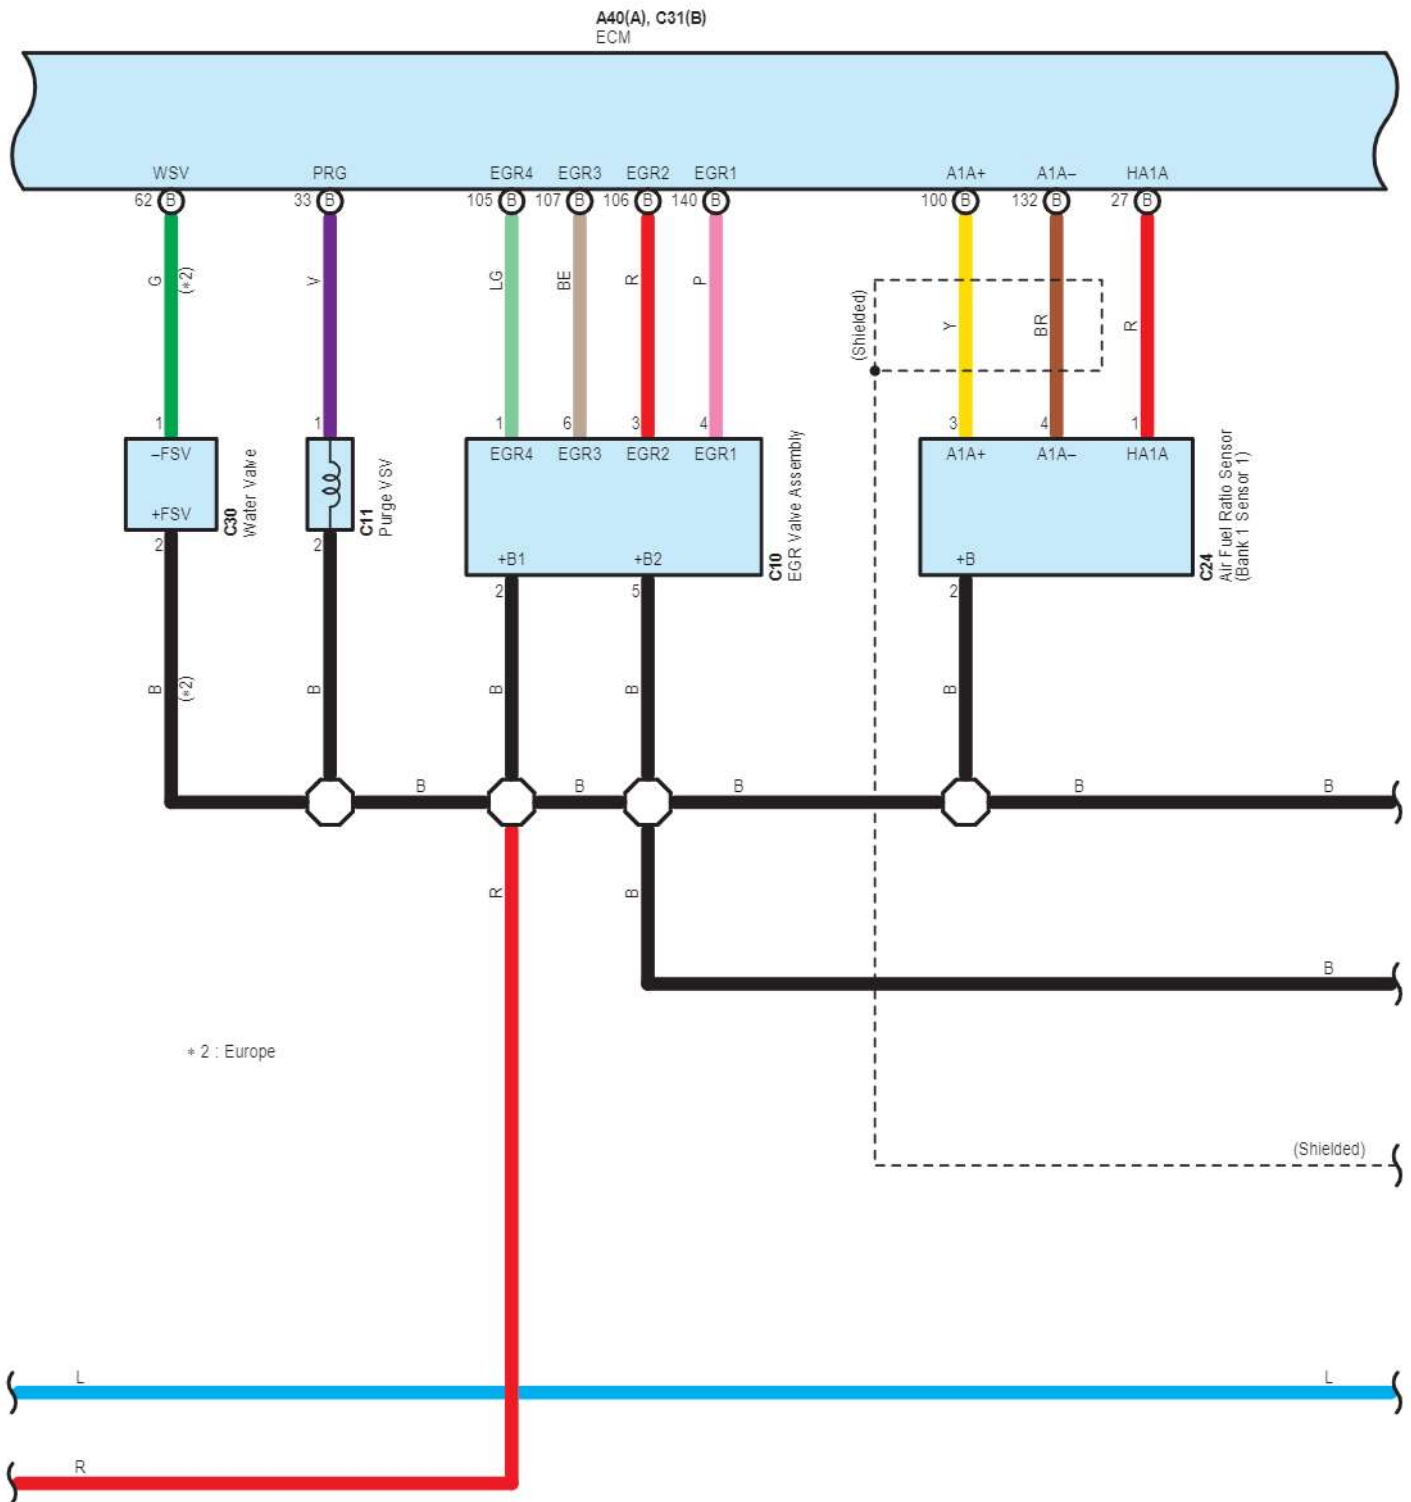 A40(A), C31(B)
ECM
WSV PRG EGR4 EGR3 EGR2 EGR1 A1A+ A1A– HA1A
62 B 33 B 105 B 107 B 106 B 140 B 100 B 132 B 27 B
G (*2) V LG BE R P (Shielded) Y BR R
1 1 1 6 3 4 3 4 1
–FSV EGR4 EGR3 EGR2 EGR1 A1A+ A1A– HA1A
+FSV
C30
Water Valve
C11
Purge VSV
+B1 +B2
C10
EGR Valve Assembly
+B
C24
Air Fuel Ratio Sensor
(Bank 1 Sensor 1)
2 2 2 5 2
B (*2) B B B B
B B B B B
R B
B
* 2 : Europe
(Shielded)
L L
R